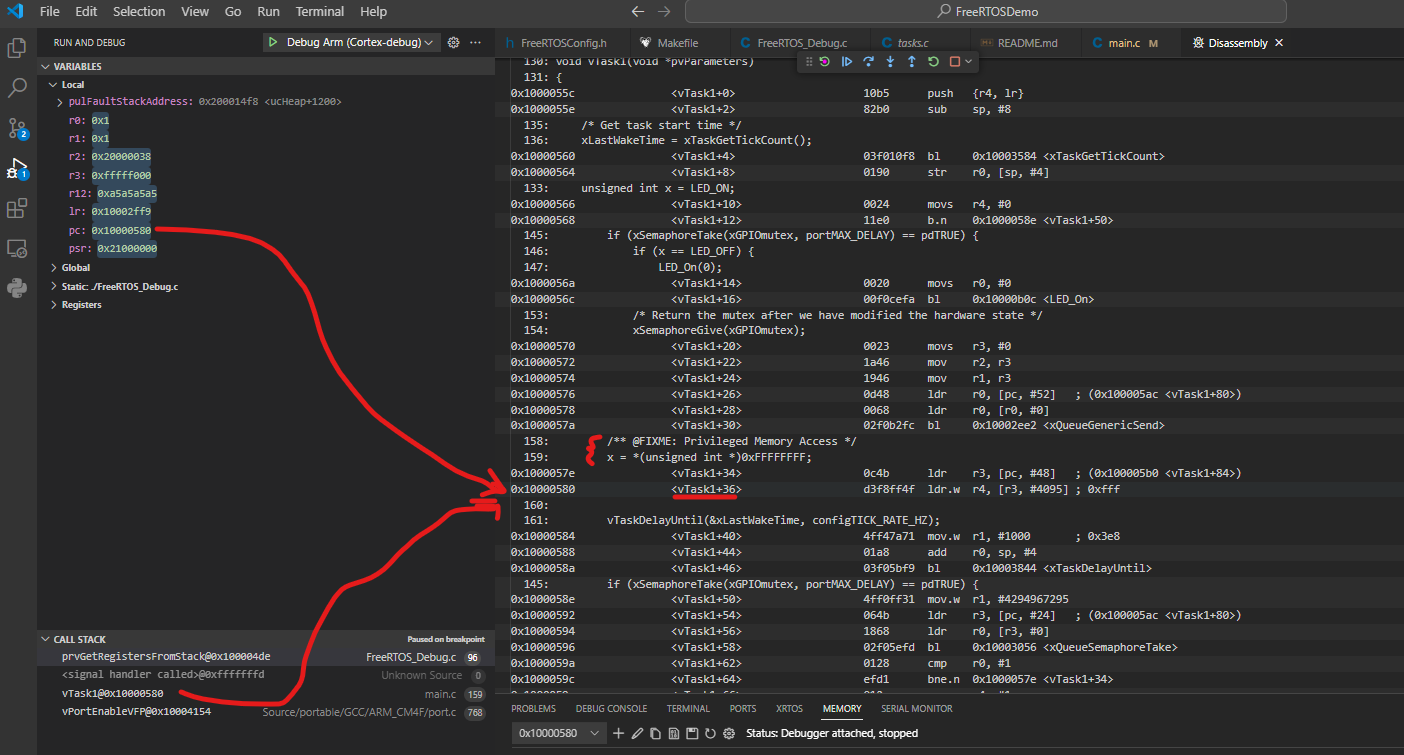 File Edit Selection View Go Run Terminal Help
FreeRTOSDemo
RUN AND DEBUG
Debug Arm (Cortex-debug)
FreeRTOSConfig.h
Makefile
FreeRTOS_Debug.c
tasks.c
README.md
main.c M
Disassembly
VARIABLES
Local
pulFaultStackAddress: 0x200014f8 <ucHeap+1200>
r0: 0x1
r1: 0x1
r2: 0x20000038
r3: 0xfffff000
r12: 0xa5a5a5a5
lr: 0x10002ff9
pc: 0x10000580
psr: 0x21000000
Global
Static: ./FreeRTOS_Debug.c
Registers
2
1
CALL STACK
Paused on breakpoint
prvGetRegistersFromStack@0x100004de FreeRTOS_Debug.c 96
<signal handler called>@0xfffffffd Unknown Source 0
vTask1@0x10000580 main.c 159
vPortEnableVFP@0x10004154 Source/portable/GCC/ARM_CM4F/port.c 768
130: void vTask1(void *pvParameters)
131: {
0x1000055c <vTask1+0> 10b5 push {r4, lr}
0x1000055e <vTask1+2> 82b0 sub sp, #8
135: /* Get task start time */
136: xLastWakeTime = xTaskGetTickCount();
0x10000560 <vTask1+4> 03f010f8 bl 0x10003584 <xTaskGetTickCount>
0x10000564 <vTask1+8> 0190 str r0, [sp, #4]
133: unsigned int x = LED_ON;
0x10000566 <vTask1+10> 0024 movs r4, #0
0x10000568 <vTask1+12> 11e0 b.n 0x1000058e <vTask1+50>
145: if (xSemaphoreTake(xGPIOmutex, portMAX_DELAY) == pdTRUE) {
146: if (x == LED_OFF) {
147: LED_On(0);
0x1000056a <vTask1+14> 0020 movs r0, #0
0x1000056c <vTask1+16> 00f0cefa bl 0x10000b0c <LED_On>
153: /* Return the mutex after we have modified the hardware state */
154: xSemaphoreGive(xGPIOmutex);
0x10000570 <vTask1+20> 0023 movs r3, #0
0x10000572 <vTask1+22> 1a46 mov r2, r3
0x10000574 <vTask1+24> 1946 mov r1, r3
0x10000576 <vTask1+26> 0d48 ldr r0, [pc, #52] ; (0x100005ac <vTask1+80>)
0x10000578 <vTask1+28> 0068 ldr r0, [r0, #0]
0x1000057a <vTask1+30> 02f0b2fc bl 0x10002ee2 <xQueueGenericSend>
158: /** @FIXME: Privileged Memory Access */
159: x = *(unsigned int *)0xFFFFFFFF;
0x1000057e <vTask1+34> 0c4b ldr r3, [pc, #48] ; (0x100005b0 <vTask1+84>)
0x10000580 <vTask1+36> d3f8ff4f ldr.w r4, [r3, #4095] ; 0xfff
160:
161: vTaskDelayUntil(&xLastWakeTime, configTICK_RATE_HZ);
0x10000584 <vTask1+40> 4ff47a71 mov.w r1, #1000 ; 0x3e8
0x10000588 <vTask1+44> 01a8 add r0, sp, #4
0x1000058a <vTask1+46> 03f05bf9 bl 0x10003844 <xTaskDelayUntil>
145: if (xSemaphoreTake(xGPIOmutex, portMAX_DELAY) == pdTRUE) {
0x1000058e <vTask1+50> 4ff0ff31 mov.w r1, #4294967295
0x10000592 <vTask1+54> 064b ldr r3, [pc, #24] ; (0x100005ac <vTask1+80>)
0x10000594 <vTask1+56> 1868 ldr r0, [r3, #0]
0x10000596 <vTask1+58> 02f05efd bl 0x10003056 <xQueueSemaphoreTake>
0x1000059a <vTask1+62> 0128 cmp r0, #1
0x1000059c <vTask1+64> efd1 bne.n 0x1000057e <vTask1+34>
PROBLEMS DEBUG CONSOLE TERMINAL PORTS XRTOS MEMORY SERIAL MONITOR
0x10000580
Status: Debugger attached, stopped